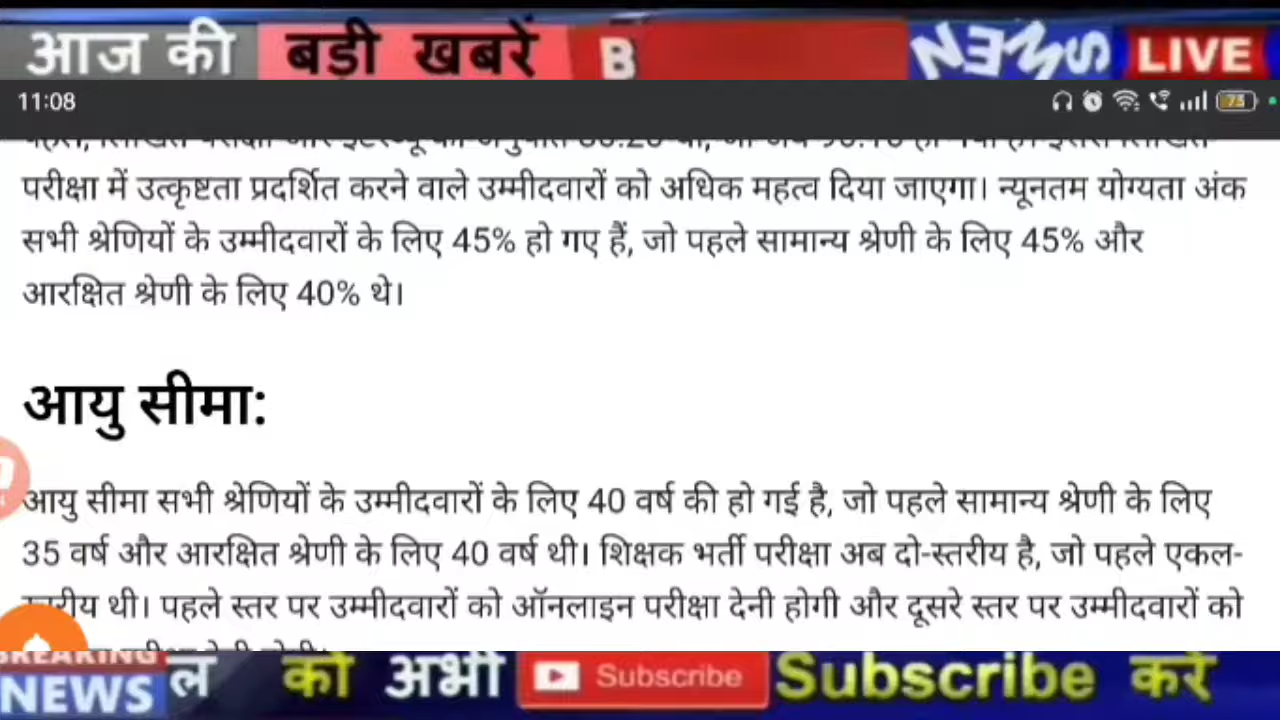 आज की बडी खबरें B NEWS LIVE
11:08 73
परीक्षा में उत्कृष्टता प्रदर्शित करने वाले उम्मीदवारों को अधिक महत्व दिया जाएगा। न्यूनतम योग्यता अंक
सभी श्रेणियों के उम्मीदवारों के लिए 45% हो गए हैं, जो पहले सामान्य श्रेणी के लिए 45% और
आरक्षित श्रेणी के लिए 40% थे।
आयु सीमा:
आयु सीमा सभी श्रेणियों के उम्मीदवारों के लिए 40 वर्ष की हो गई है, जो पहले सामान्य श्रेणी के लिए
35 वर्ष और आरक्षित श्रेणी के लिए 40 वर्ष थी। शिक्षक भर्ती परीक्षा अब दो-स्तरीय है, जो पहले एकल-
स्तरीय थी। पहले स्तर पर उम्मीदवारों को ऑनलाइन परीक्षा देनी होगी और दूसरे स्तर पर उम्मीदवारों को
BREAKING
NEWS ल को अभी Subscribe Subscribe करे